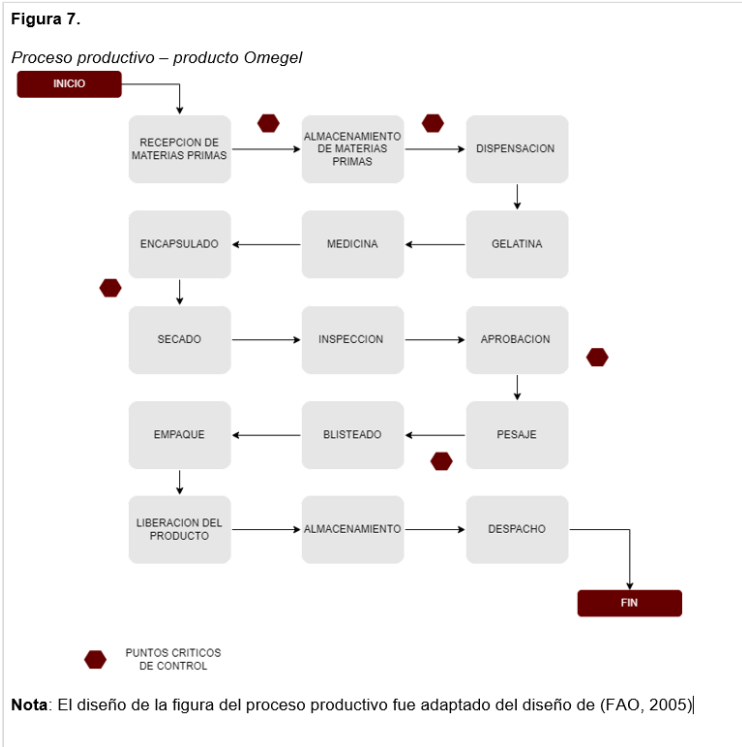 Figura 7.
Proceso productivo – producto Omegel
INICIO
RECEPCION DE
MATERIAS PRIMAS
ALMACENAMIENTO
DE MATERIAS
PRIMAS
DISPENSACION
GELATINA
MEDICINA
ENCAPSULADO
SECADO
INSPECCION
APROBACION
PESAJE
BLISTEADO
EMPAQUE
LIBERACION DEL
PRODUCTO
ALMACENAMIENTO
DESPACHO
FIN
PUNTOS CRITICOS
DE CONTROL
Nota: El diseño de la figura del proceso productivo fue adaptado del diseño de (FAO, 2005)